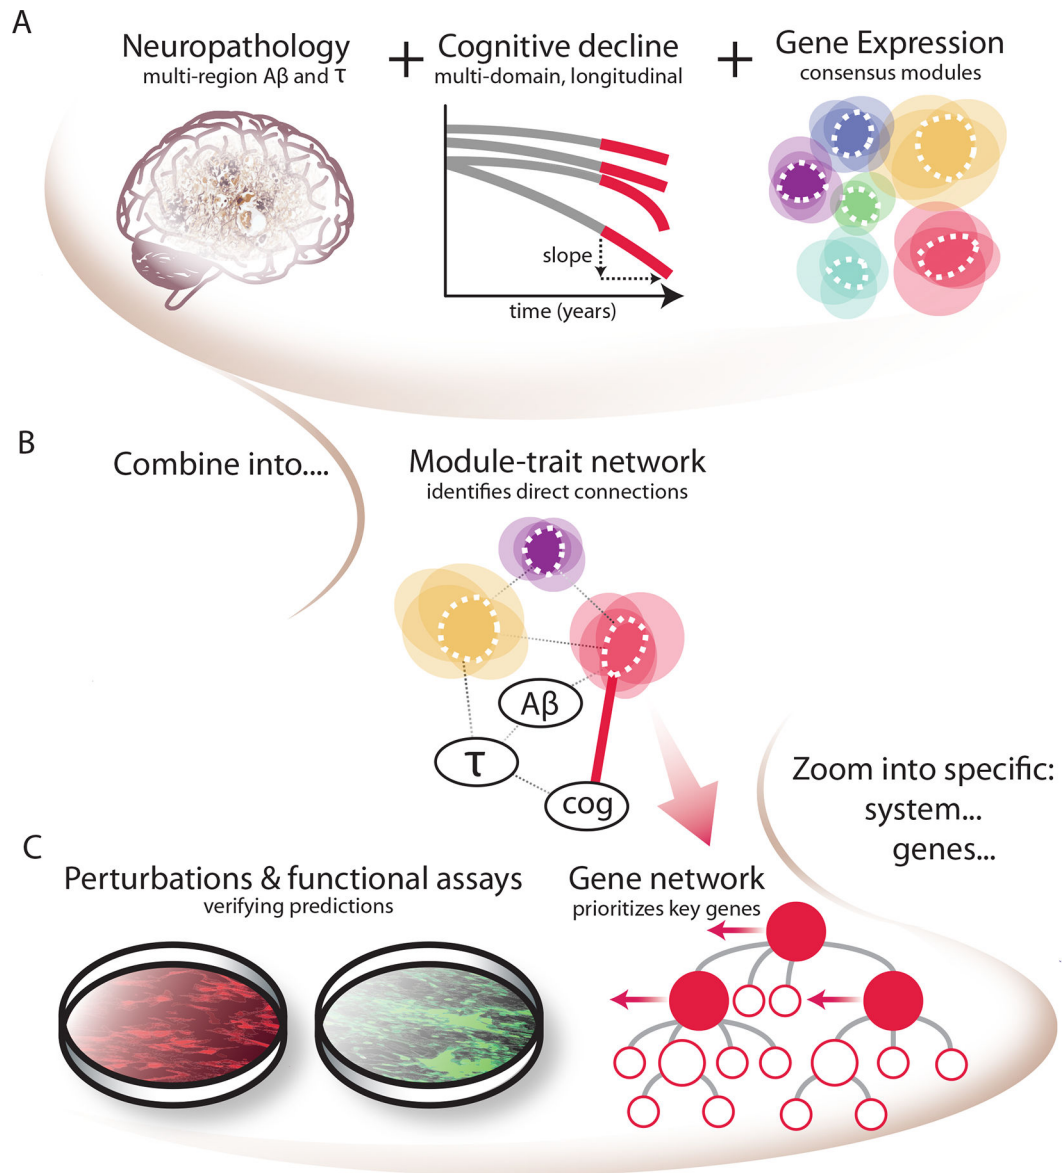 A
Neuropathology
multi-region Aβ and τ
+
Cognitive decline
multi-domain, longitudinal
+
Gene Expression
consensus modules
slope
time (years)
B
Combine into....
Module-trait network
identifies direct connections
Aβ
τ
cog
Zoom into specific:
system...
genes...
C
Perturbations & functional assays
verifying predictions
Gene network
prioritizes key genes